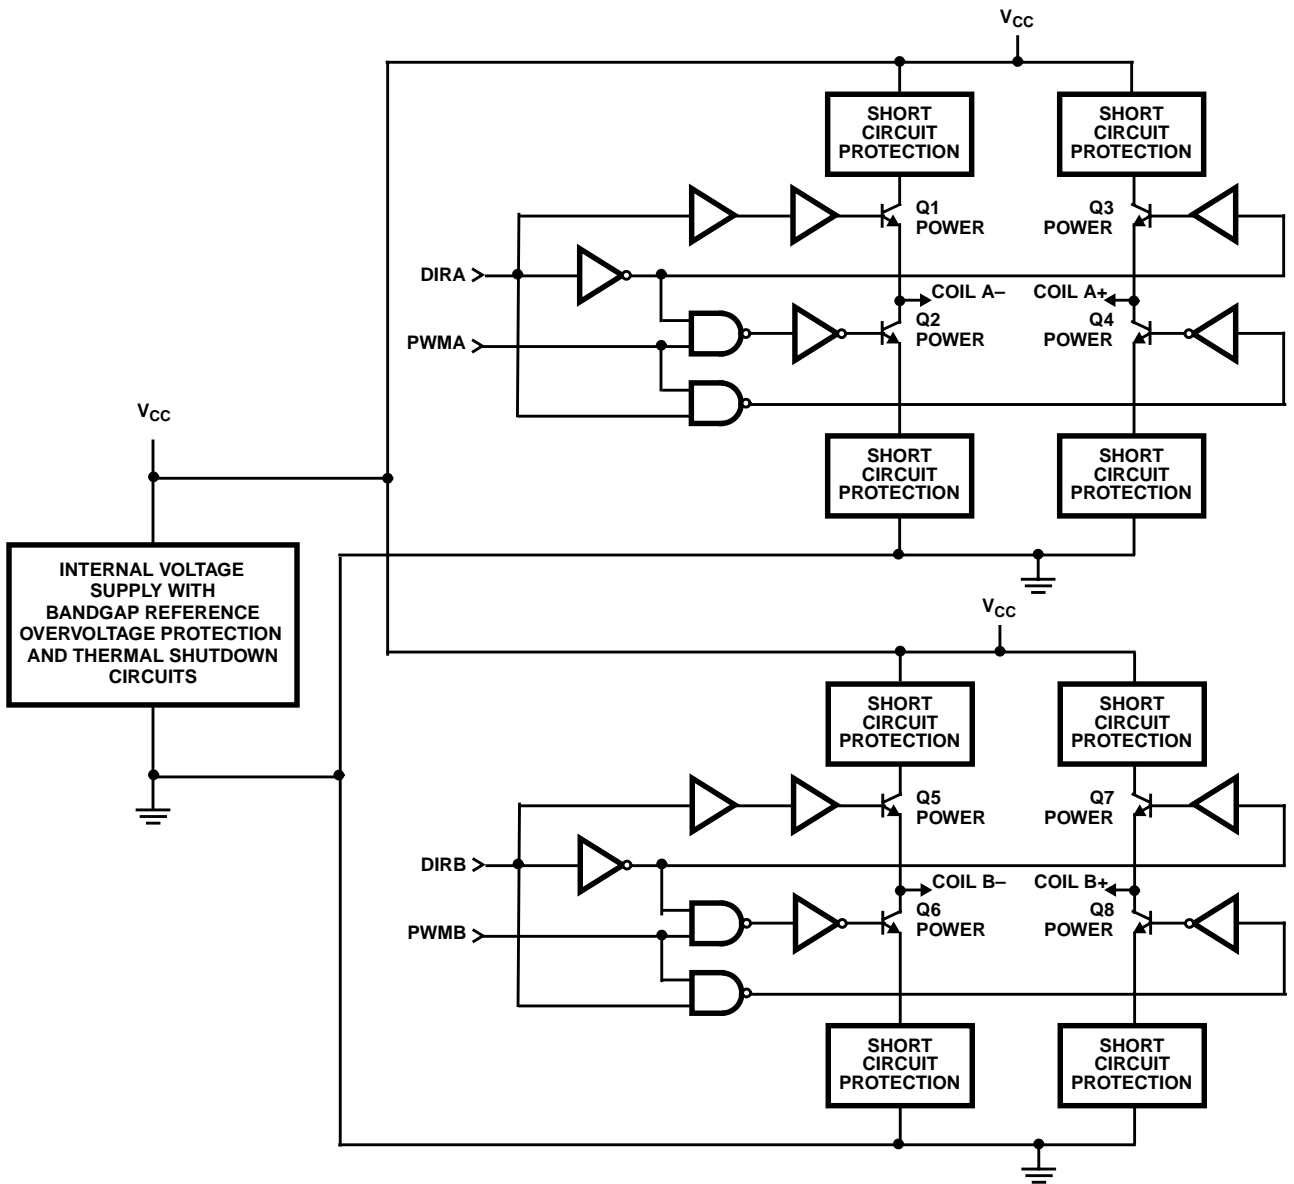 VCC
SHORT
CIRCUIT
PROTECTION
SHORT
CIRCUIT
PROTECTION
Q1
POWER
Q3
POWER
DIRA
COIL A–
COIL A+
Q2
POWER
Q4
POWER
PWMA
SHORT
CIRCUIT
PROTECTION
SHORT
CIRCUIT
PROTECTION
VCC
INTERNAL VOLTAGE
SUPPLY WITH
BANDGAP REFERENCE
OVERVOLTAGE PROTECTION
AND THERMAL SHUTDOWN
CIRCUITS
VCC
SHORT
CIRCUIT
PROTECTION
SHORT
CIRCUIT
PROTECTION
Q5
POWER
Q7
POWER
DIRB
COIL B–
COIL B+
Q6
POWER
Q8
POWER
PWMB
SHORT
CIRCUIT
PROTECTION
SHORT
CIRCUIT
PROTECTION